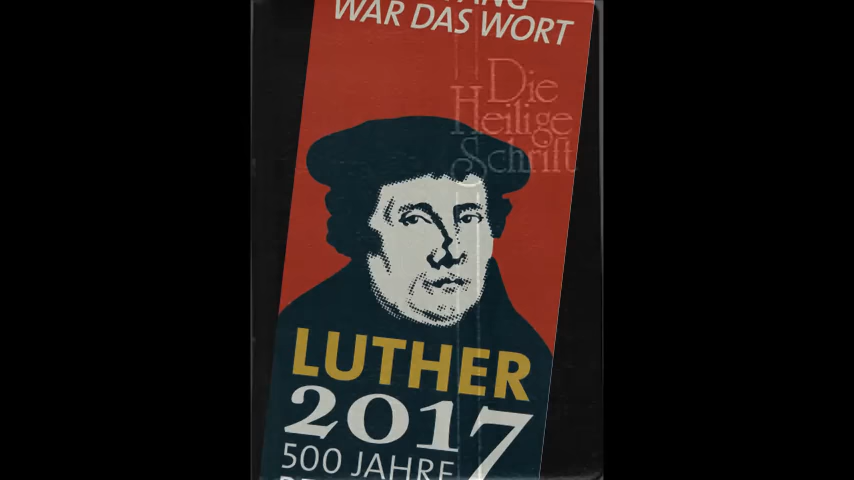 WAR DAS WORT
Die
Heilige
Schrift
LUTHER
2017
500 JAHRE